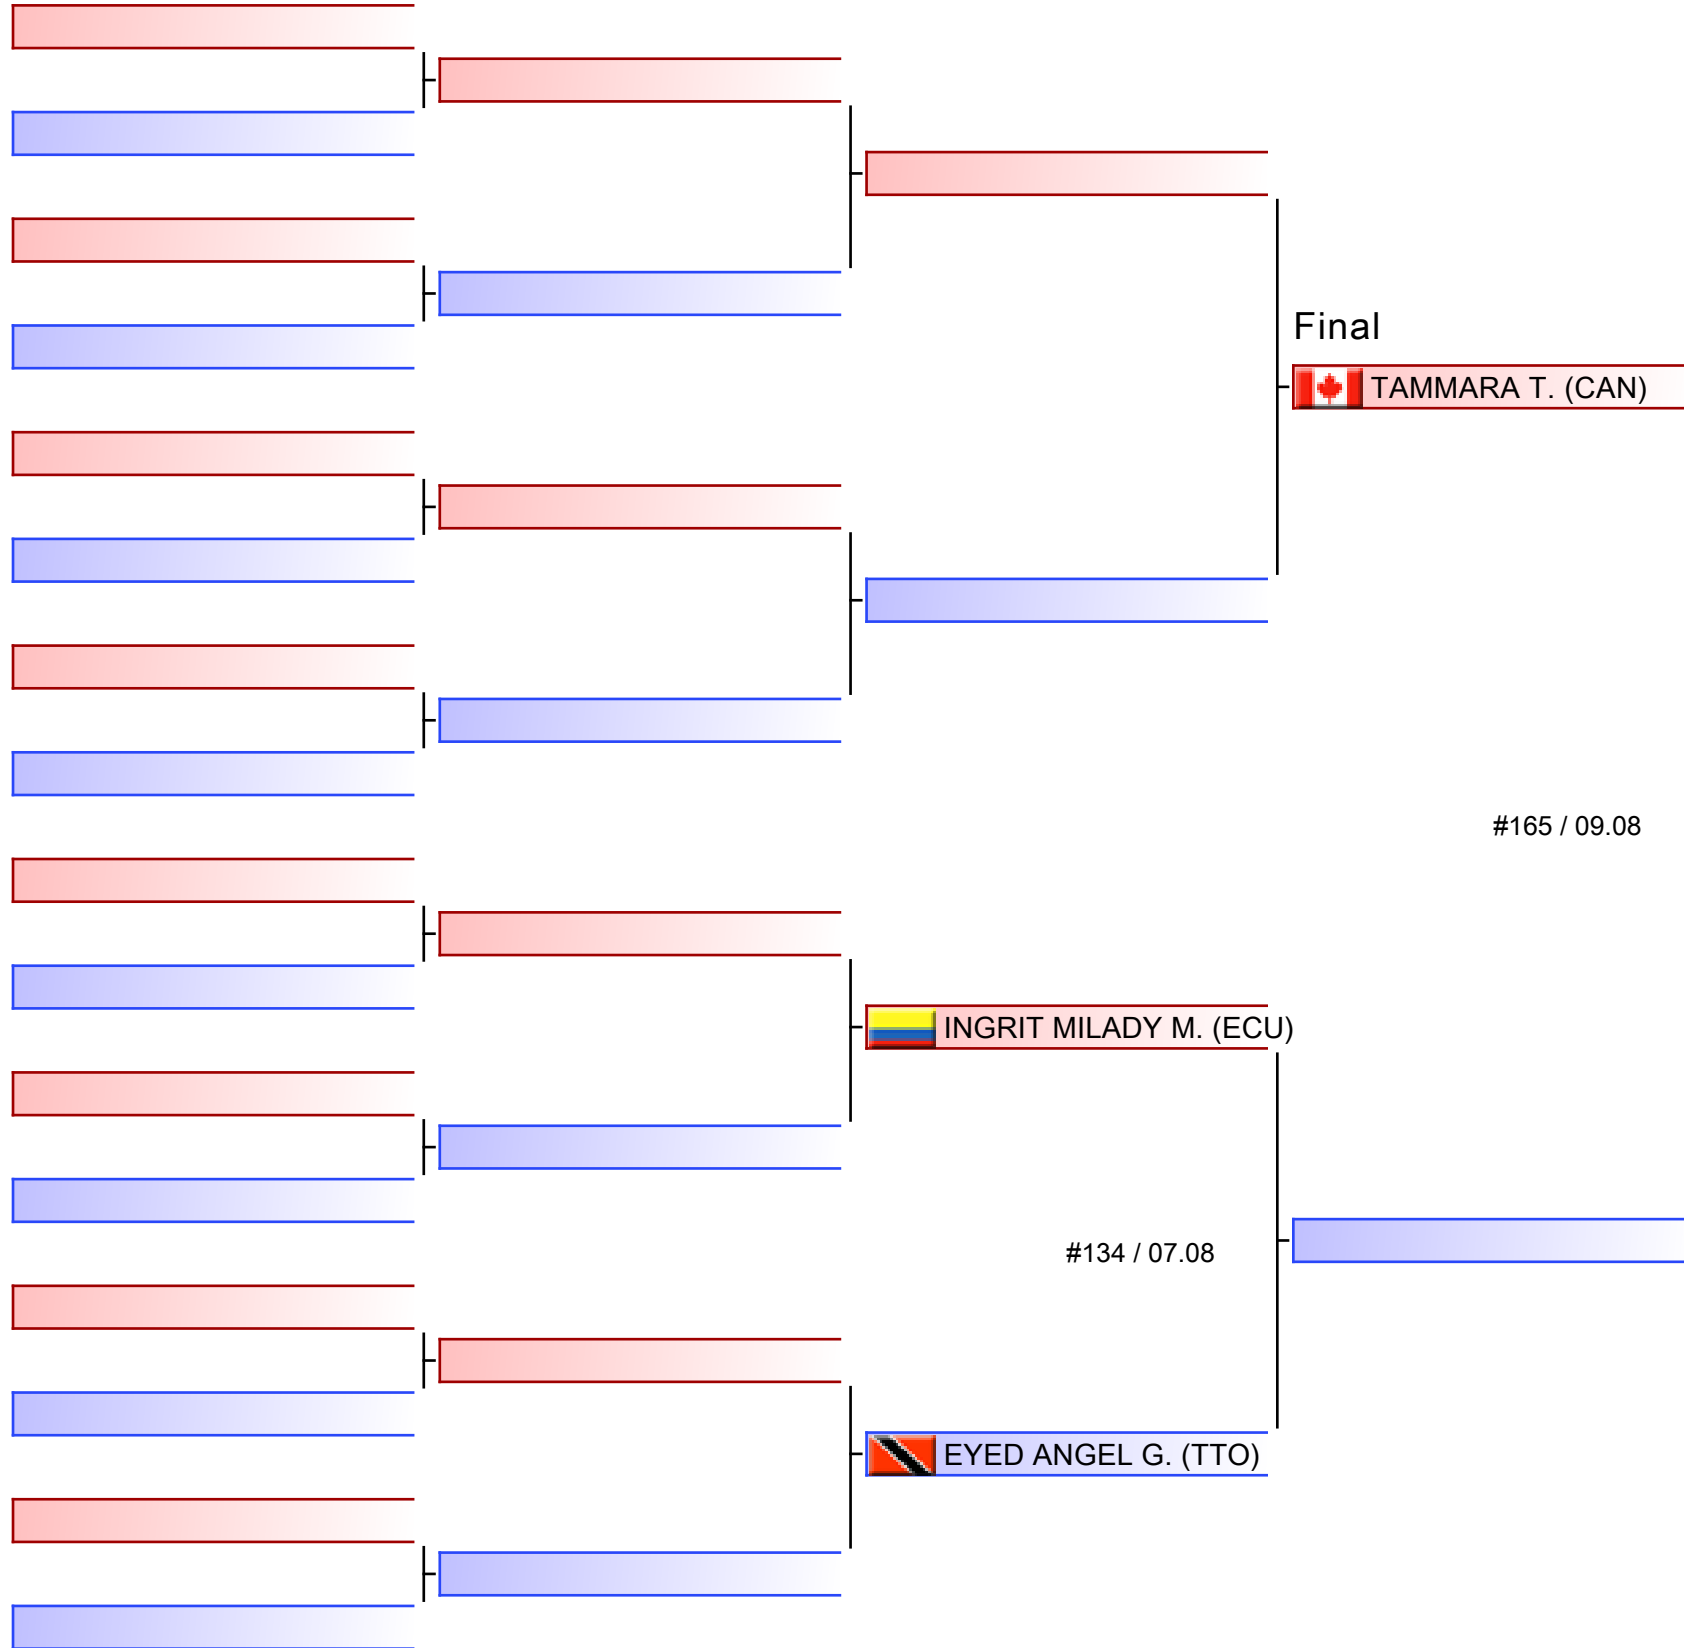 Final
TAMMARA T. (CAN)
#165 / 09.08
INGRIT MILADY M. (ECU)
#134 / 07.08
EYED ANGEL G. (TTO)